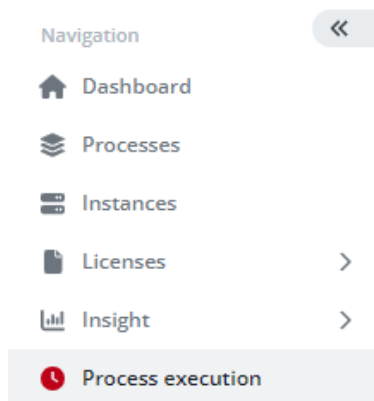 Navigation
Dashboard
Processes
Instances
Licenses
Insight
Process execution